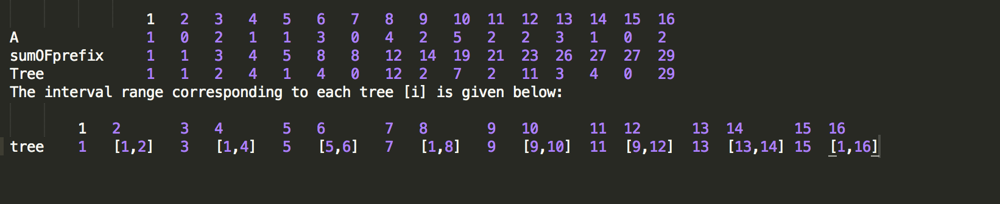 1 2 3 4 5 6 7 8 9 10 11 12 13 14 15 16
A 1 0 2 1 1 3 0 4 2 5 2 2 3 1 0 2
sumOFprefix 1 1 3 4 5 8 8 12 14 19 21 23 26 27 27 29
Tree 1 1 2 4 1 4 0 12 2 7 2 11 3 4 0 29
The interval range corresponding to each tree [i] is given below:
1 2 3 4 5 6 7 8 9 10 11 12 13 14 15 16
tree 1 [1,2] 3 [1,4] 5 [5,6] 7 [1,8] 9 [9,10] 11 [9,12] 13 [13,14] 15 [1,16]